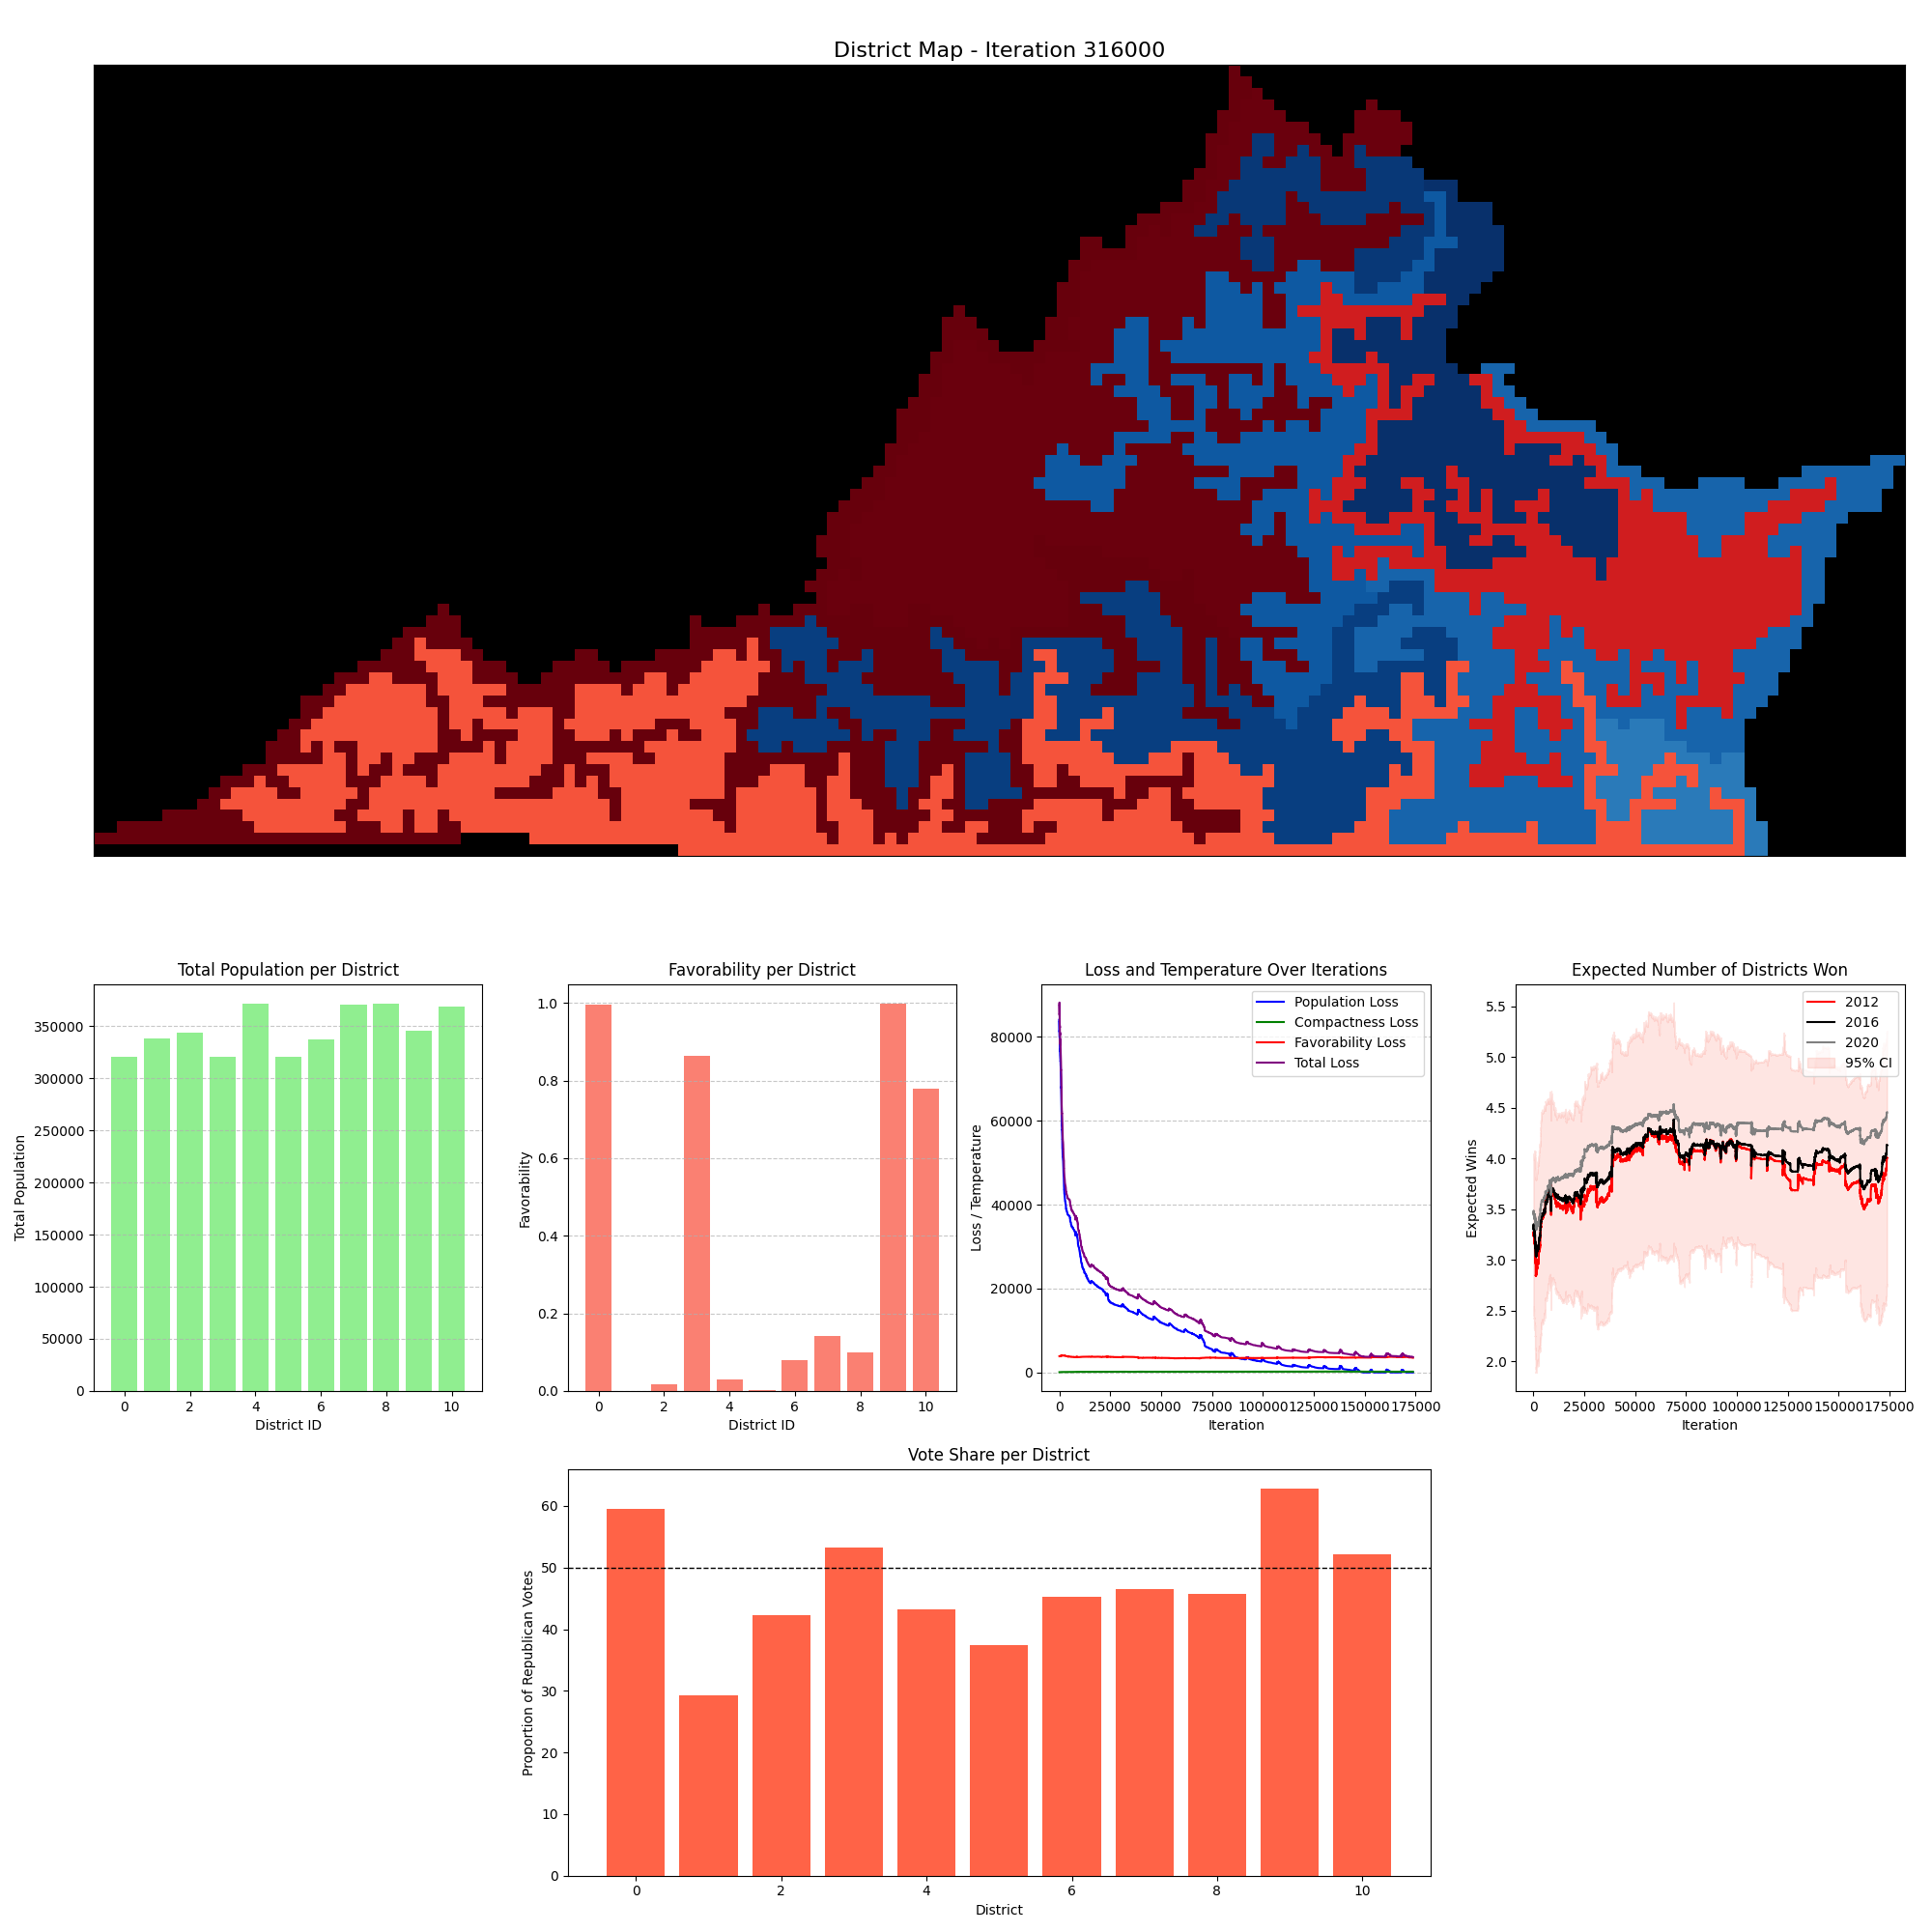 District Map - Iteration 316000
Total Population per District
Total Population
350000
300000
250000
200000
150000
100000
50000
0
0 2 4 6 8 10
District ID
Favorability per District
Favorability
1.0
0.8
0.6
0.4
0.2
0.0
0 2 4 6 8 10
District ID
Loss and Temperature Over Iterations
Loss / Temperature
80000
60000
40000
20000
0
Population Loss
Compactness Loss
Favorability Loss
Total Loss
0 25000 50000 75000 100000 125000 150000 175000
Iteration
Expected Number of Districts Won
Expected Wins
5.5
5.0
4.5
4.0
3.5
3.0
2.5
2.0
2012
2016
2020
95% CI
0 25000 50000 75000 100000 125000 150000 175000
Iteration
Vote Share per District
Proportion of Republican Votes
60
50
40
30
20
10
0
0 2 4 6 8 10
District